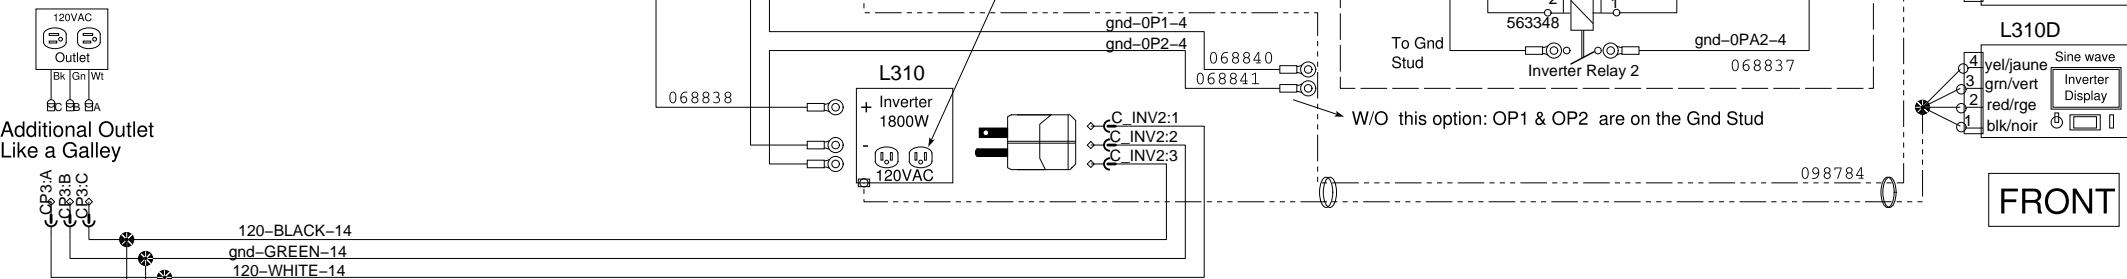 120VAC
Outlet
Bk Gn Wt
C B A
Additional Outlet
Like a Galley
CP3:A
CP3:B
CP3:C
120-BLACK-14
gnd-GREEN-14
120-WHITE-14
068838
L310
+ Inverter
1800W
-
120VAC
gnd-0P1-4
gnd-0P2-4
068840
068841
C_INV2:1
C_INV2:2
C_INV2:3
W/O this option: OP1 & OP2 are on the Gnd Stud
2 1
563348
To Gnd
Stud
Inverter Relay 2
gnd-0PA2-4
068837
098784
L310D
4 yel/jaune
3 grn/vert
2 red/rge
1 blk/noir
Sine wave
Inverter
Display
FRONT